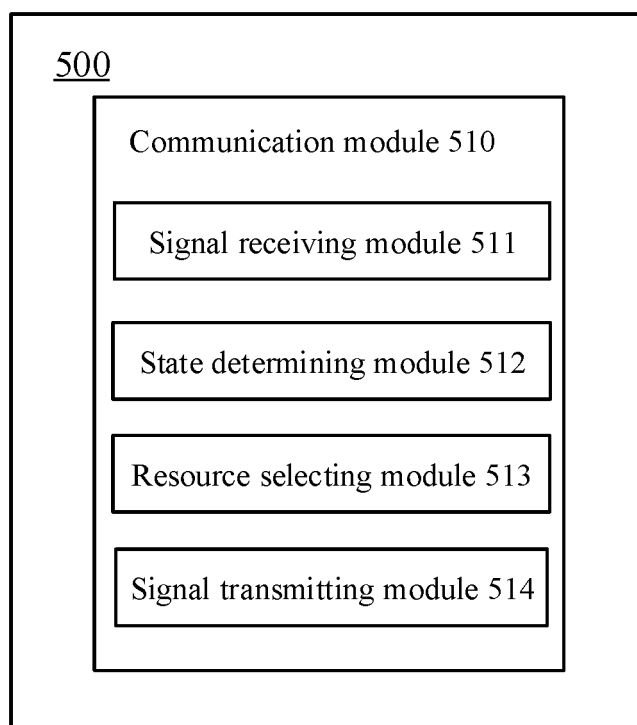 500
Communication module 510
Signal receiving module 511
State determining module 512
Resource selecting module 513
Signal transmitting module 514